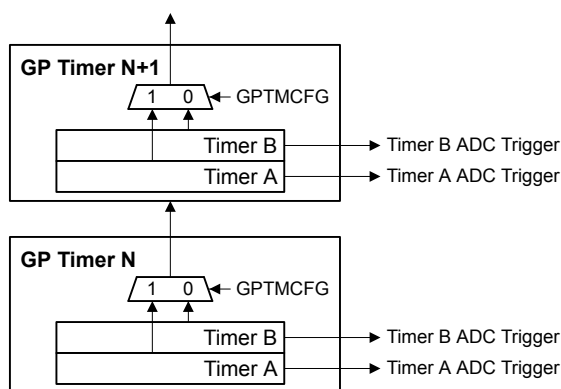 GP Timer N+1
1 0 GPTMCFG
Timer B Timer B ADC Trigger
Timer A Timer A ADC Trigger
GP Timer N
1 0 GPTMCFG
Timer B Timer B ADC Trigger
Timer A Timer A ADC Trigger